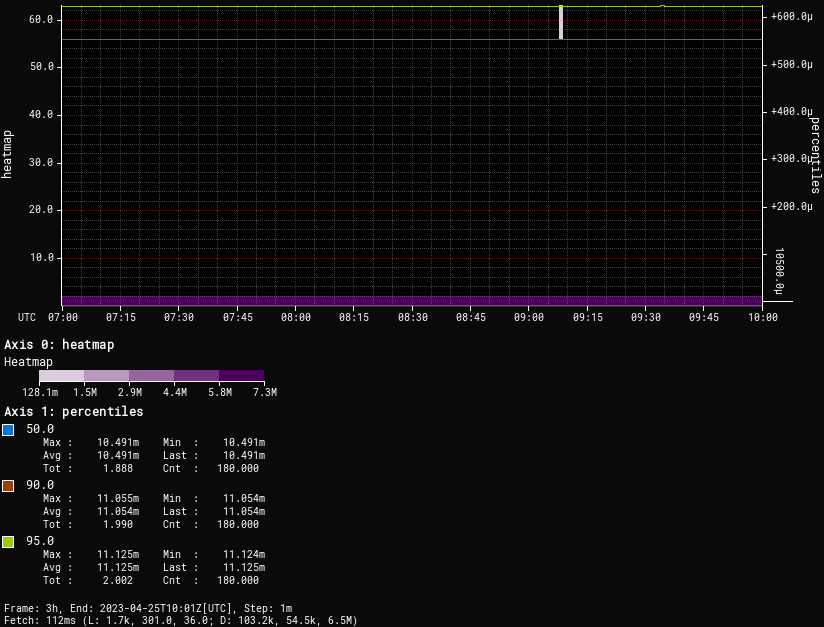 60.0
50.0
40.0
30.0
20.0
10.0
heatmap
+600.0µ
+500.0µ
+400.0µ
+300.0µ
+200.0µ
10500.0µ
percentiles
UTC 07:00 07:15 07:30 07:45 08:00 08:15 08:30 08:45 09:00 09:15 09:30 09:45 10:00
Axis 0: heatmap
Heatmap
128.1m 1.5M 2.9M 4.4M 5.8M 7.3M
Axis 1: percentiles
50.0
Max : 10.491m Min : 10.491m
Avg : 10.491m Last : 10.491m
Tot : 1.888 Cnt : 180.000
90.0
Max : 11.055m Min : 11.054m
Avg : 11.054m Last : 11.054m
Tot : 1.990 Cnt : 180.000
95.0
Max : 11.125m Min : 11.124m
Avg : 11.125m Last : 11.125m
Tot : 2.002 Cnt : 180.000
Frame: 3h, End: 2023-04-25T10:01Z[UTC], Step: 1m
Fetch: 112ms (L: 1.7k, 301.0, 36.0; D: 103.2k, 54.5k, 6.5M)